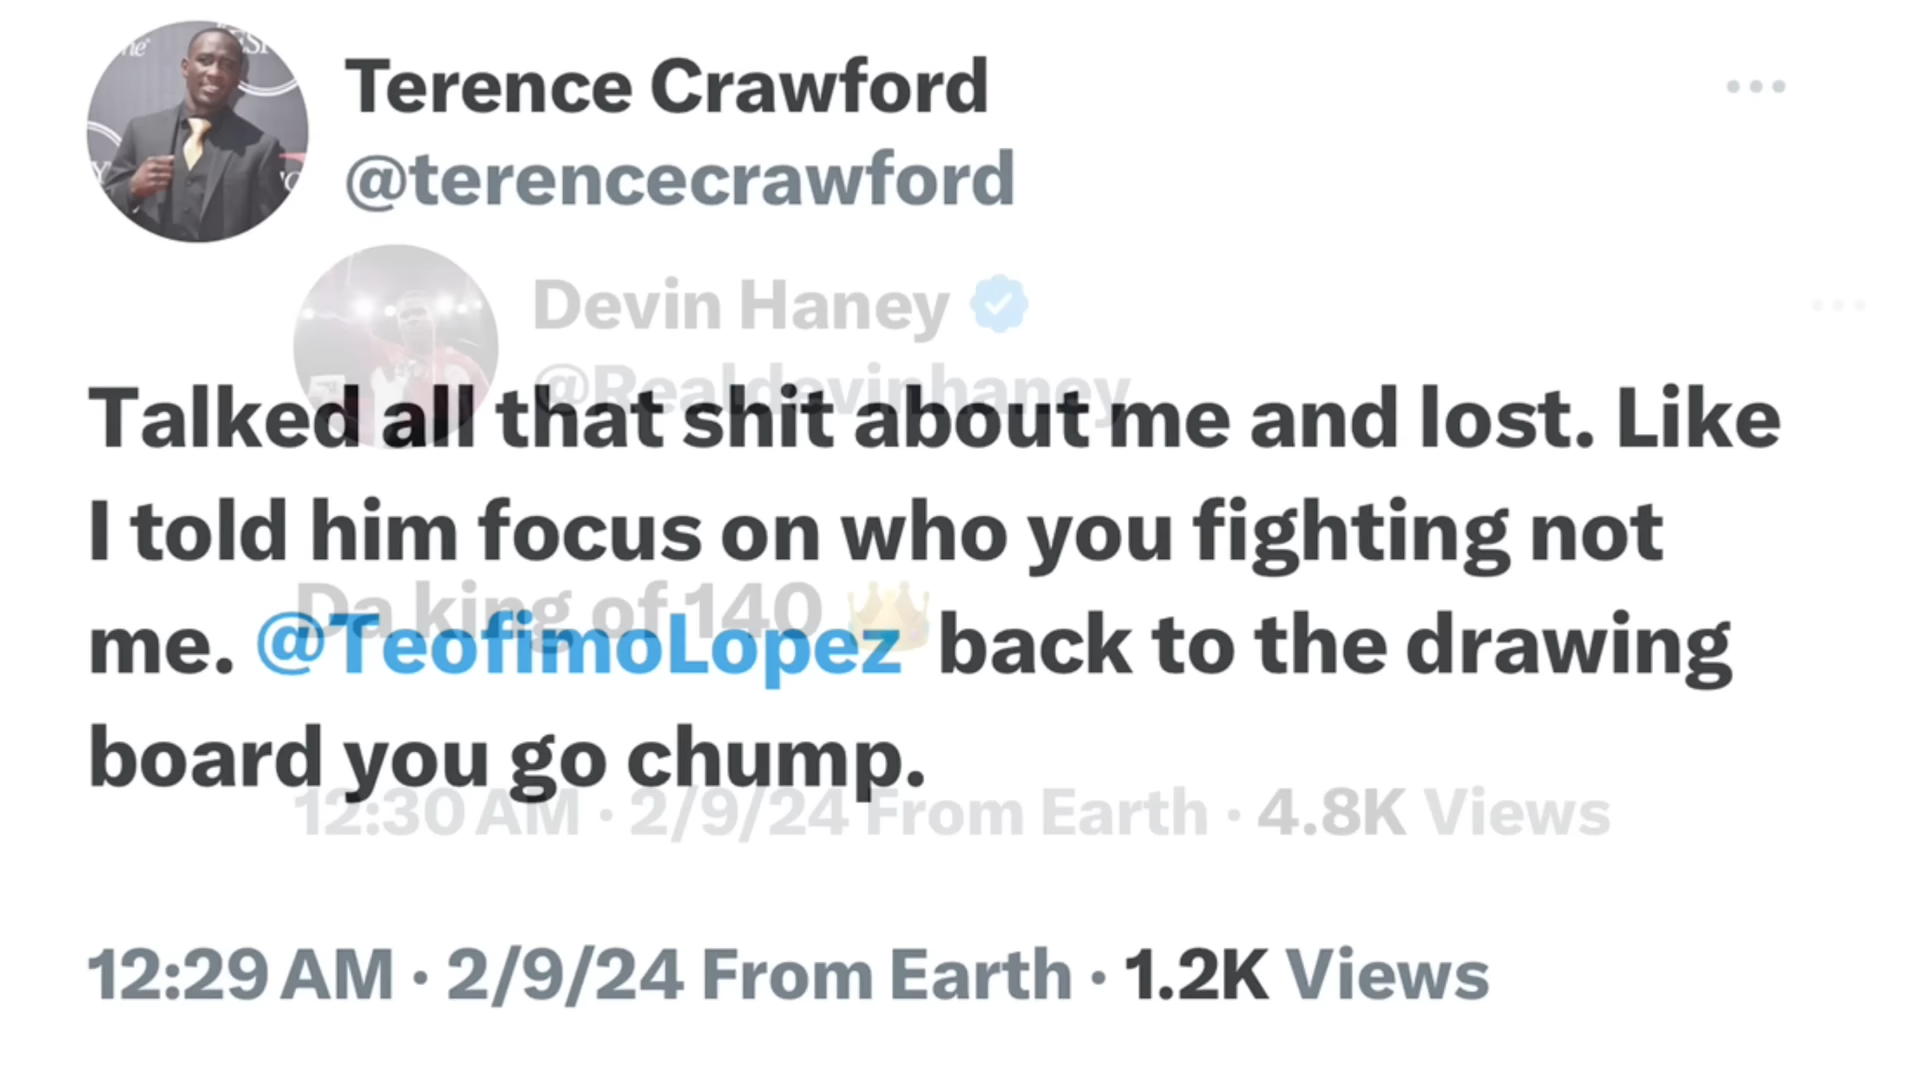 Terence Crawford
@terencecrawford
Devin Haney
@Realdevinhaney
Talked all that shit about me and lost. Like
I told him focus on who you fighting not
Da king of 140 👑
me. @TeofimoLopez back to the drawing
board you go chump.
12:30 AM · 2/9/24 From Earth · 4.8K Views
12:29 AM · 2/9/24 From Earth · 1.2K Views